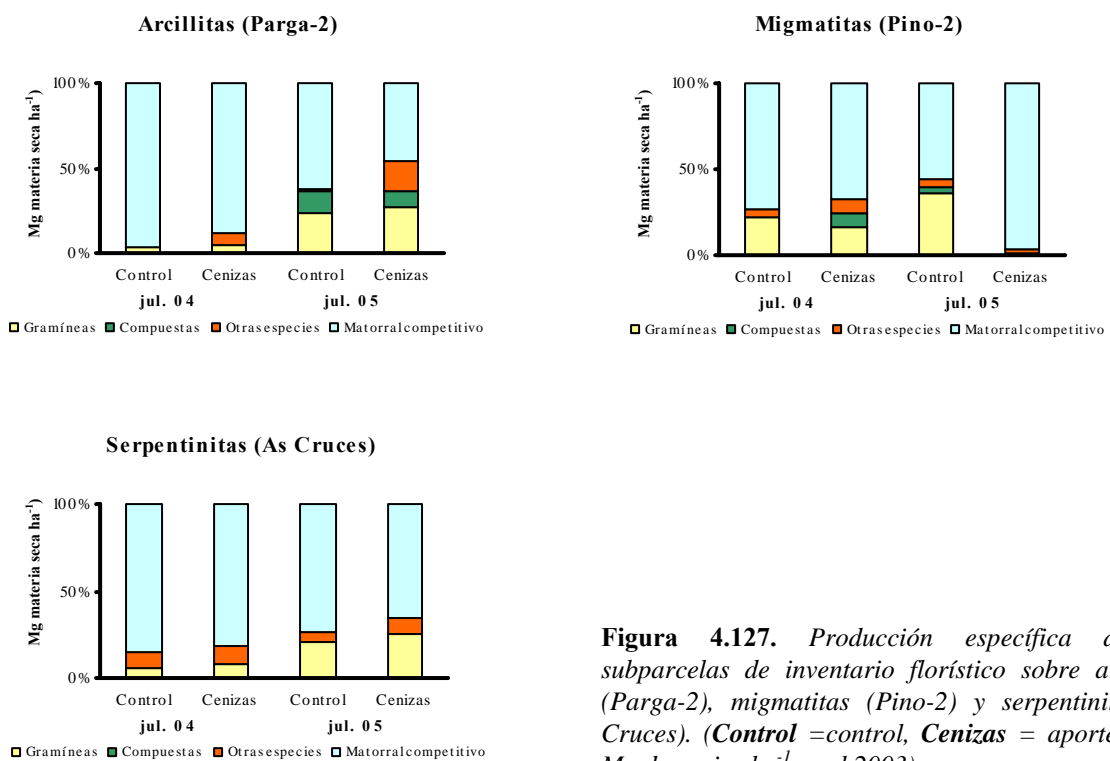 Arcillitas (Parga-2)
Mg materia seca ha-1)
100%
50%
0%
Control Cenizas Control Cenizas
jul. 04 jul. 05
Gramíneas Compuestas Otras especies Matorral competitivo
Migmatitas (Pino-2)
Mg materia seca ha-1)
100%
50%
0%
Control Cenizas Control Cenizas
jul. 04 jul. 05
Gramíneas Compuestas Otras especies Matorral competitivo
Serpentinitas (As Cruces)
Mg materia seca ha-1)
100%
50%
0%
Control Cenizas Control Cenizas
jul. 04 jul. 05
Gramíneas Compuestas Otras especies Matorral competitivo
Figura 4.127. Producción específica
subparcelas de inventario florístico sobre
(Parga-2), migmatitas (Pino-2) y
Cruces). (Control =control, Cenizas =